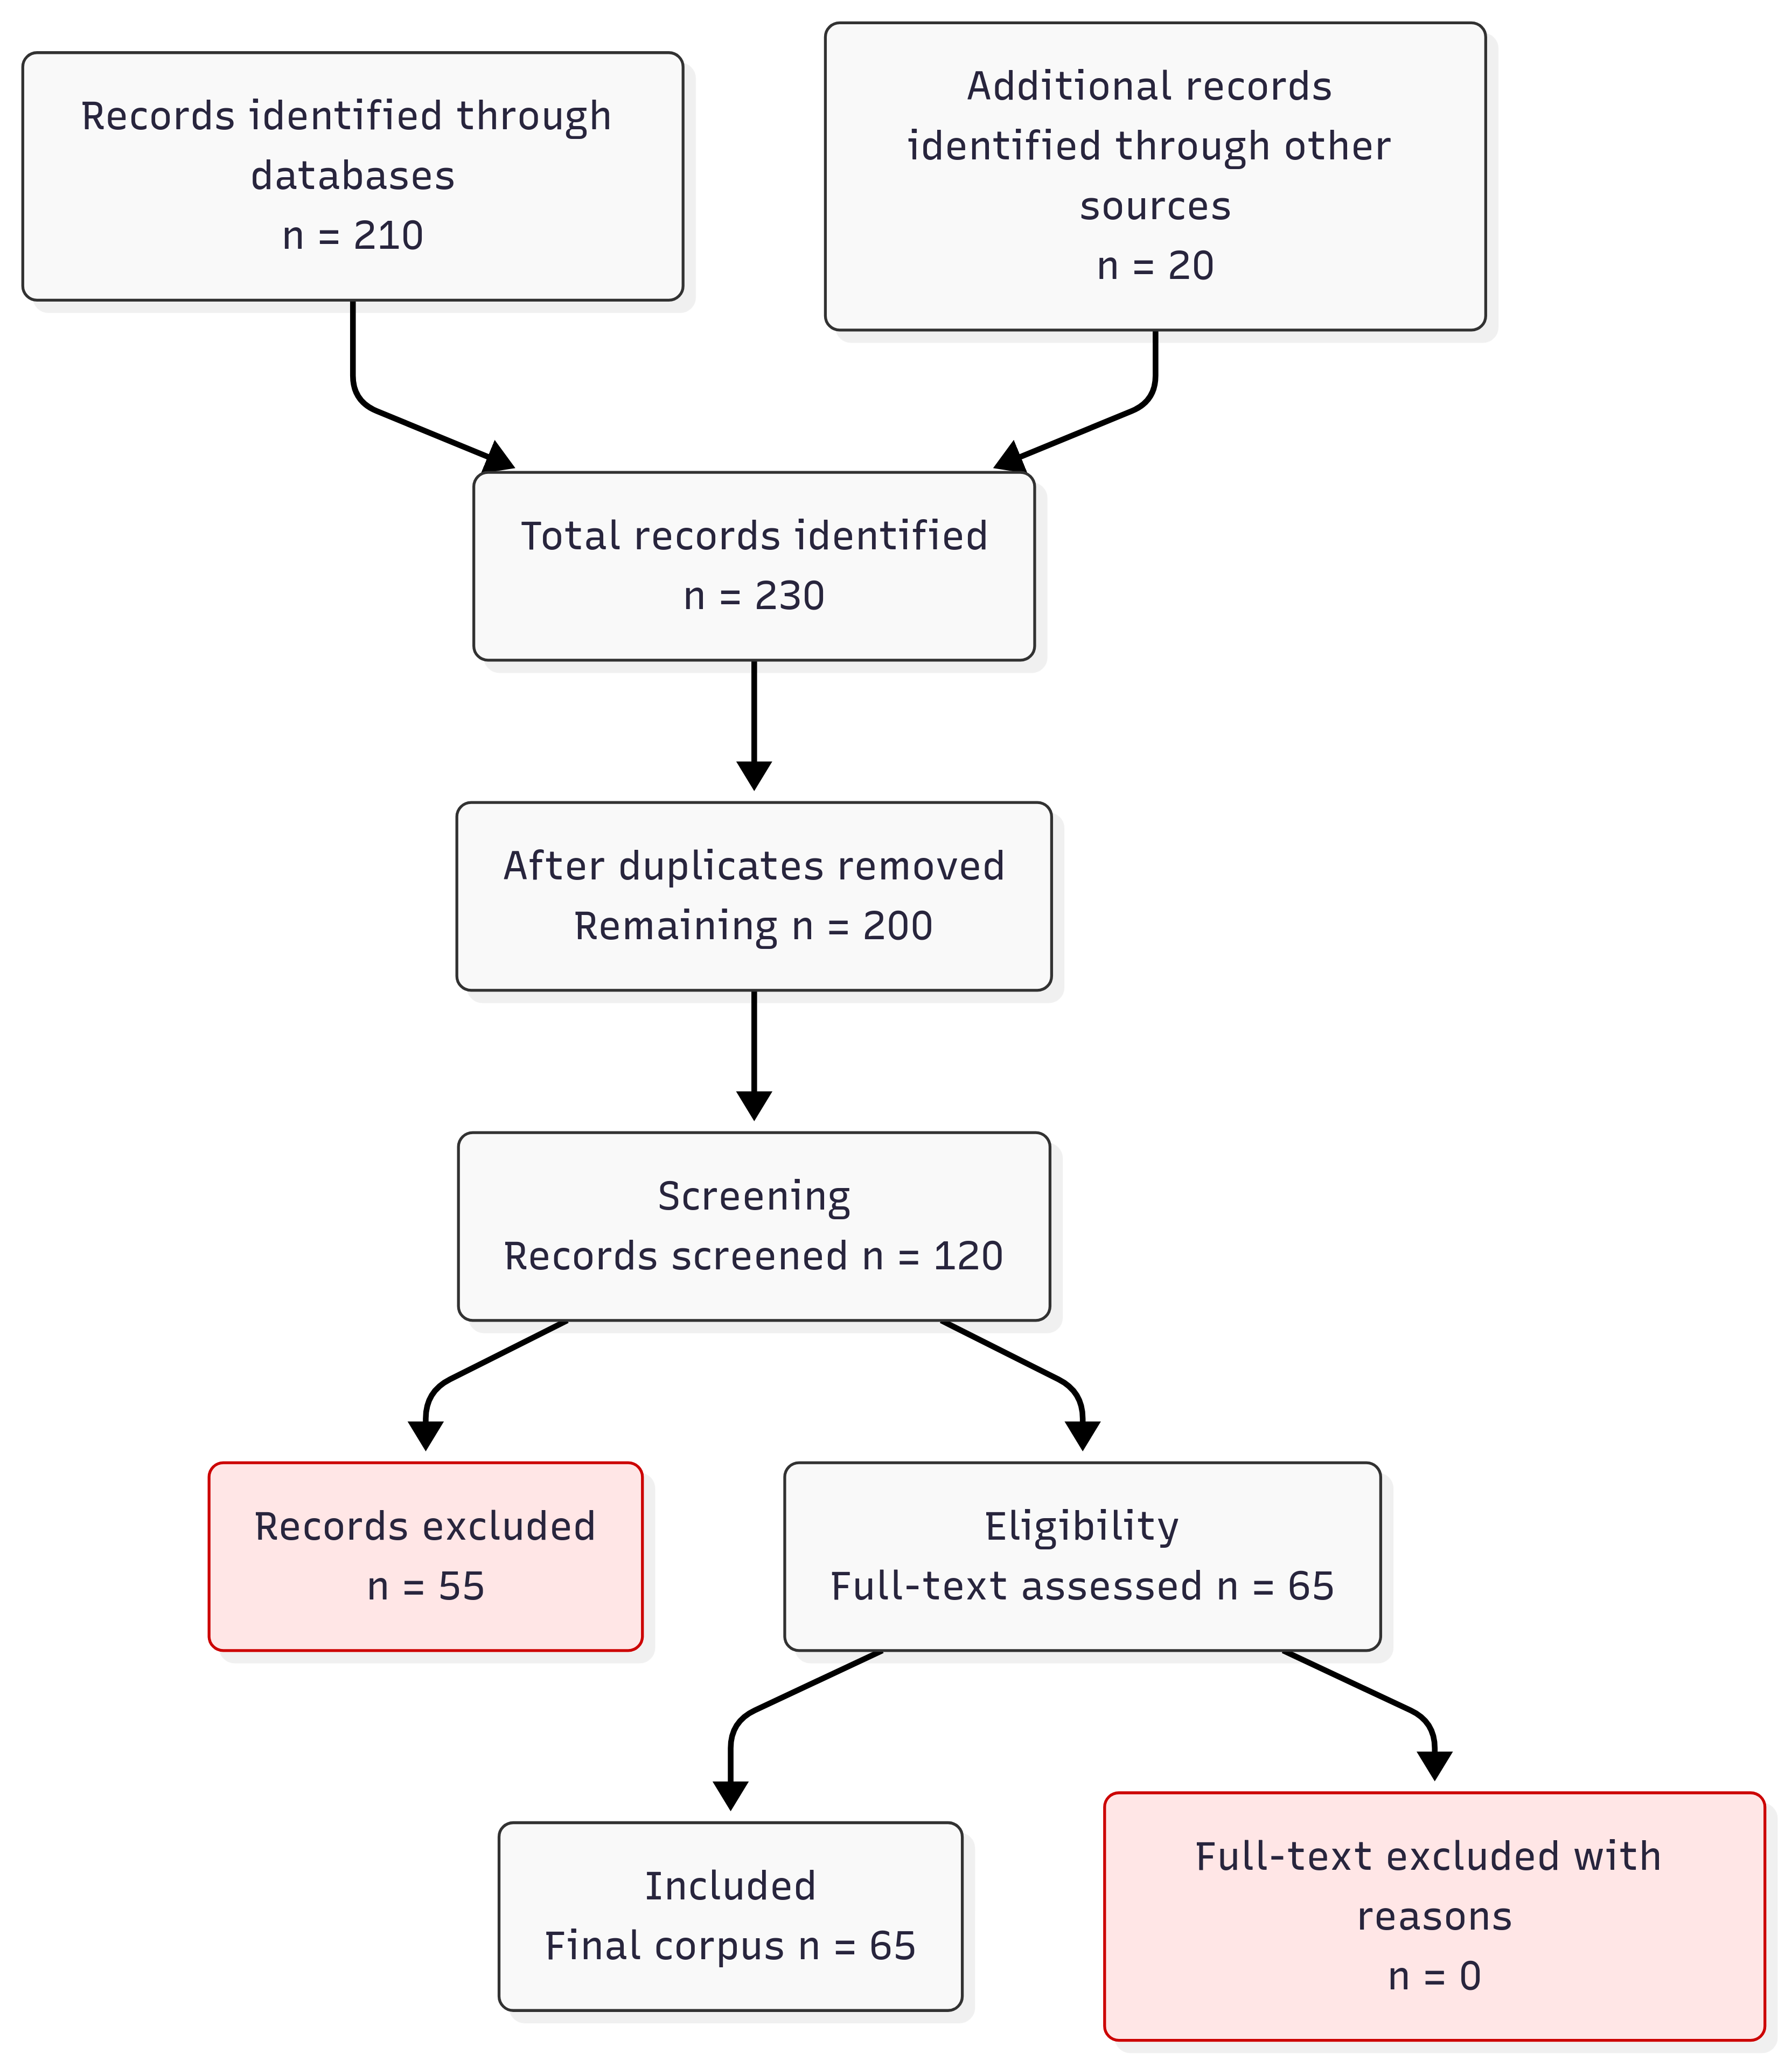 Records identified through
databases
n = 210
Additional records
identified through other
sources
n = 20
Total records identified
n = 230
After duplicates removed
Remaining n = 200
Screening
Records screened n = 120
Records excluded
n = 55
Eligibility
Full-text assessed n = 65
Included
Final corpus n = 65
Full-text excluded with
reasons
n = 0